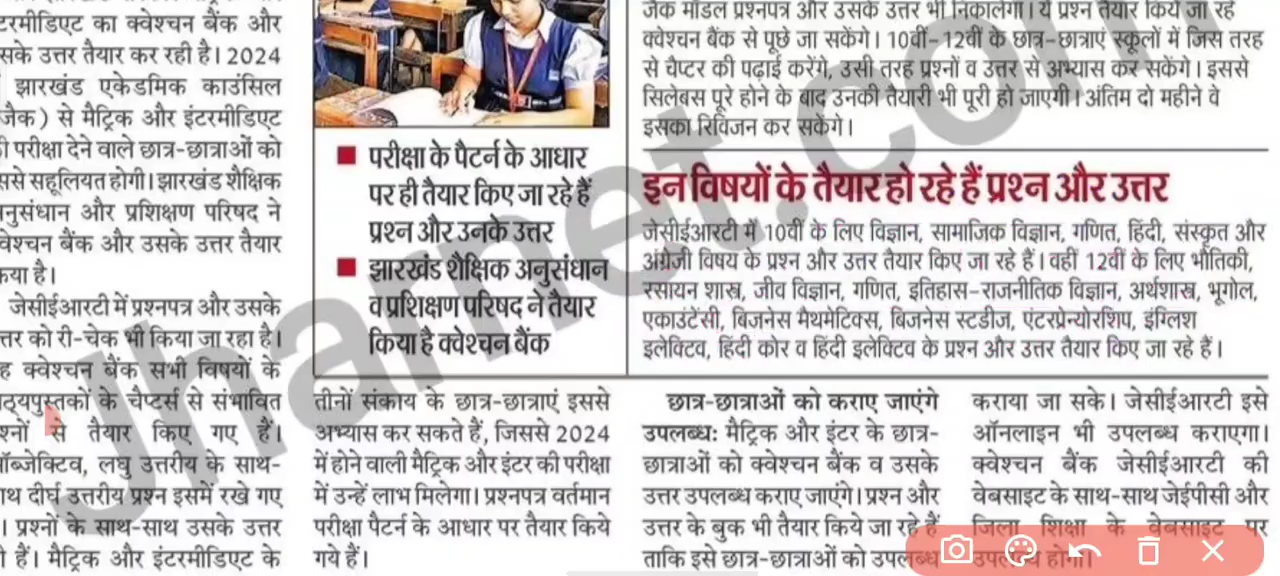 टरमीडिएट का क्वेश्चन बैंक और
सके उत्तर तैयार कर रही है। 2024
झारखंड एकेडमिक काउंसिल
जैक) से मैट्रिक और इंटरमीडिएट
परीक्षा देने वाले छात्र-छात्राओं को
ससे सहूलियत होगी। झारखंड शैक्षिक
नुसंधान और प्रशिक्षण परिषद ने
वेश्चन बैंक और उसके उत्तर तैयार
कया है।
जेसीईआरटी में प्रश्नपत्र और उसके
त्तर को री-चेक भी किया जा रहा है।
ह क्वेश्चन बैंक सभी विषयों के
ठ्यपुस्तकों के चैप्टर्स से संभावित
श्नों से तैयार किए गए हैं।
ऑब्जेक्टिव, लघु उत्तरीय के साथ-
थ दीर्घ उत्तरीय प्रश्न इसमें रखे गए
। प्रश्नों के साथ-साथ उसके उत्तर
हैं। मैट्रिक और इंटरमीडिएट के
परीक्षा के पैटर्न के आधार
पर ही तैयार किए जा रहे हैं
प्रश्न और उनके उत्तर
झारखंड शैक्षिक अनुसंधान
व प्रशिक्षण परिषद ने तैयार
किया है क्वेश्चन बैंक
तीनों संकाय के छात्र-छात्राएं इससे
अभ्यास कर सकते हैं, जिससे 2024
में होने वाली मैट्रिक और इंटर की परीक्षा
में उन्हें लाभ मिलेगा। प्रश्नपत्र वर्तमान
परीक्षा पैटर्न के आधार पर तैयार किये
गये हैं।
जैक मॉडल प्रश्नपत्र और उसके उत्तर भी निकालेगा। ये प्रश्न तैयार किये जा रहे
क्वेश्चन बैंक से पूछे जा सकेंगे। 10वीं-12वीं के छात्र-छात्राएं स्कूलों में जिस तरह
से चैप्टर की पढ़ाई करेंगे, उसी तरह प्रश्नों व उत्तर से अभ्यास कर सकेंगे। इससे
सिलेबस पूरे होने के बाद उनकी तैयारी भी पूरी हो जाएगी। अंतिम दो महीने वे
इसका रिविजन कर सकेंगे।
इन विषयों के तैयार हो रहे हैं प्रश्न और उत्तर
जेसीईआरटी में 10वीं के लिए विज्ञान, सामाजिक विज्ञान, गणित, हिंदी, संस्कृत और
अंग्रेजी विषय के प्रश्न और उत्तर तैयार किए जा रहे हैं। वहीं 12वीं के लिए भौतिकी,
रसायन शास्त्र, जीव विज्ञान, गणित, इतिहास-राजनीतिक विज्ञान, अर्थशास्त्र, भूगोल,
एकाउंटेंसी, बिजनेस मैथमेटिक्स, बिजनेस स्टडीज, एंटरप्रेन्योरशिप, इंग्लिश
इलेक्टिव, हिंदी कोर व हिंदी इलेक्टिव के प्रश्न और उत्तर तैयार किए जा रहे हैं।
छात्र-छात्राओं को कराए जाएंगे
उपलब्ध: मैट्रिक और इंटर के छात्र-
छात्राओं को क्वेश्चन बैंक व उसके
उत्तर उपलब्ध कराए जाएंगे। प्रश्न और
उत्तर के बुक भी तैयार किये जा रहे हैं
ताकि इसे छात्र-छात्राओं को उपलब्ध
कराया जा सके। जेसीईआरटी इसे
ऑनलाइन भी उपलब्ध कराएगा।
क्वेश्चन बैंक जेसीईआरटी की
वेबसाइट के साथ-साथ जेईपीसी और
जिला शिक्षा के वेबसाइट पर
उपलब्ध होगी।
Jharnet.com